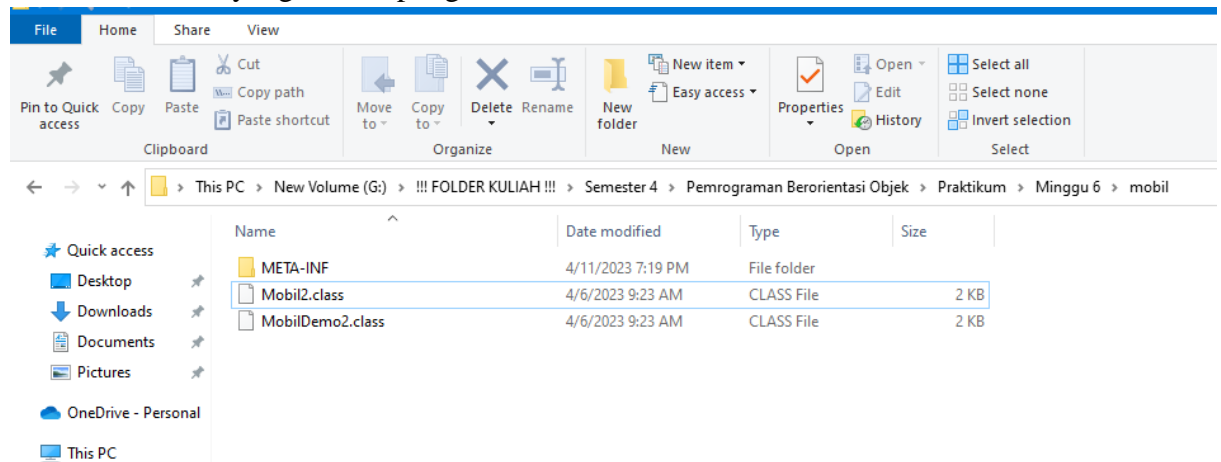 File Home Share View
Pin to Quick access
Copy
Paste
Cut
Copy path
Paste shortcut
Clipboard
Move to
Copy to
Delete
Rename
Organize
New folder
New item
Easy access
New
Properties
Open
Edit
History
Open
Select all
Select none
Invert selection
Select
This PC > New Volume (G:) > !!! FOLDER KULIAH !!! > Semester 4 > Pemrograman Berorientasi Objek > Praktikum > Minggu 6 > mobil
Quick access
Desktop
Downloads
Documents
Pictures
OneDrive - Personal
This PC
Name Date modified Type Size
META-INF 4/11/2023 7:19 PM File folder
Mobil2.class 4/6/2023 9:23 AM CLASS File 2 KB
MobilDemo2.class 4/6/2023 9:23 AM CLASS File 2 KB